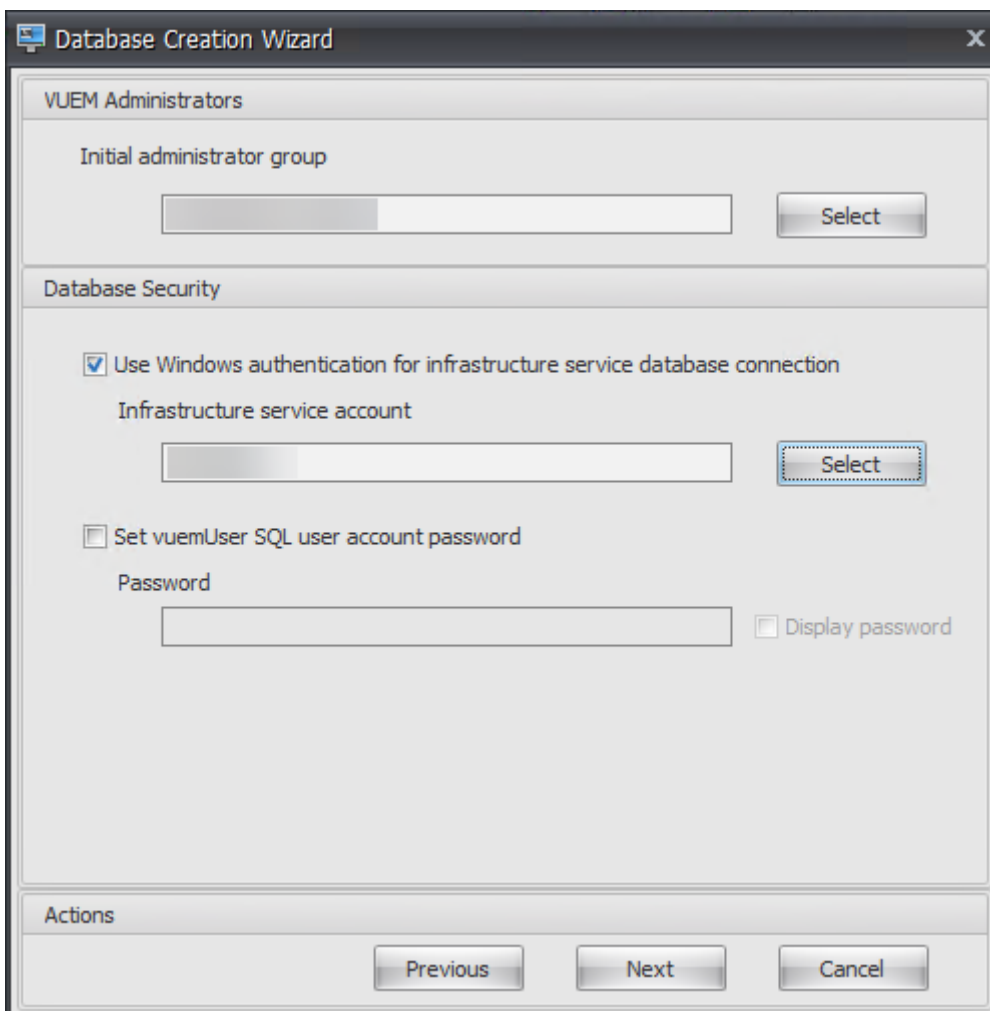 Database Creation Wizard
VUEM Administrators
Initial administrator group
Select
Database Security
Use Windows authentication for infrastructure service database connection
Infrastructure service account
Select
Set vuemUser SQL user account password
Password
Display password
Actions
Previous Next Cancel